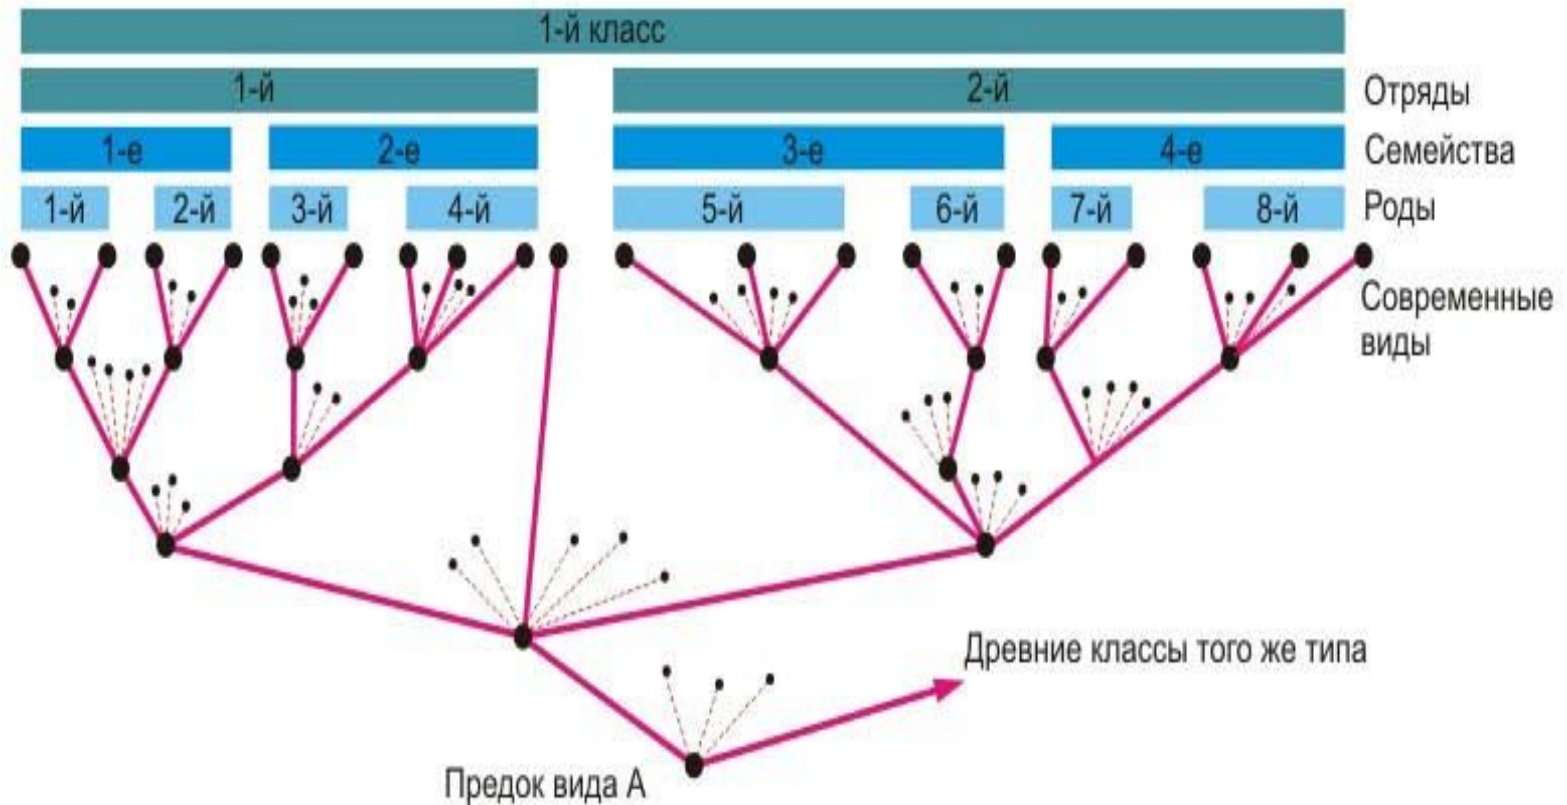 1-й класс
1-й 2-й Отряды
1-е 2-е 3-е 4-е Семейства
1-й 2-й 3-й 4-й 5-й 6-й 7-й 8-й Роды
Современные
виды
Древние классы того же типа
Предок вида А